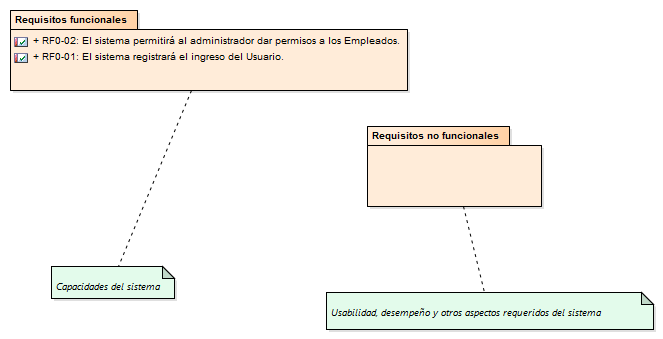 Requisitos funcionales
+ RF0-02: El sistema permitirá al administrador dar permisos a los Empleados.
+ RF0-01: El sistema registrará el ingreso del Usuario.
Requisitos no funcionales
Capacidades del sistema
Usabilidad, desempeño y otros aspectos requeridos del sistema